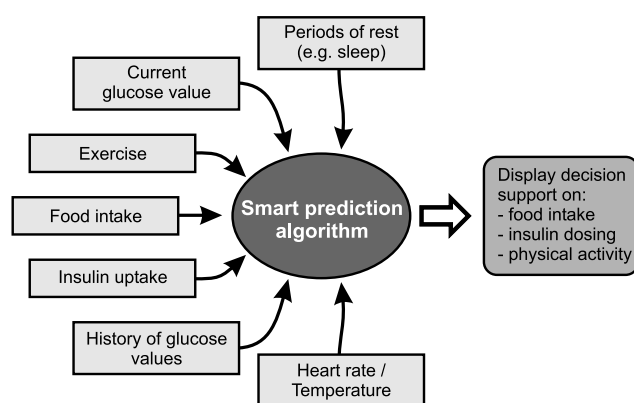 Periods of rest
(e.g. sleep)
Current
glucose value
Exercise
Food intake
Insulin uptake
History of glucose
values
Heart rate /
Temperature
Smart prediction
algorithm
Display decision
support on:
- food intake
- insulin dosing
- physical activity